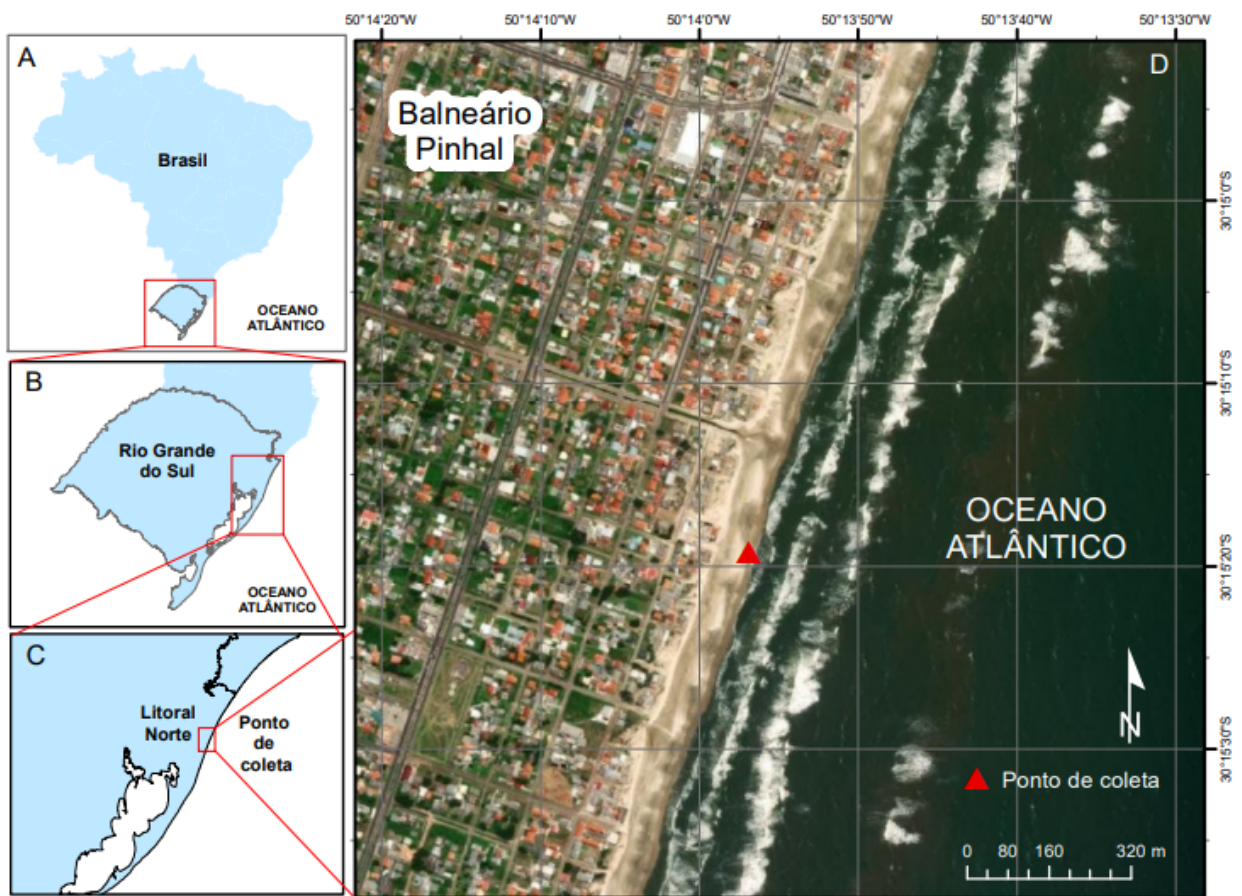 50°14'20"W
50°14'10"W
50°14'0"W
50°13'50"W
50°13'40"W
50°13'30"W
A
Brasil
OCEANO
ATLÂNTICO
B
Rio Grande
do Sul
OCEANO
ATLÂNTICO
C
Litoral
Norte
Ponto
de
coleta
D
Balneário
Pinhal
OCEANO
ATLÂNTICO
N
Ponto de coleta
0 80 160 320 m
30°15'0"S
30°15'10"S
30°15'20"S
30°15'30"S